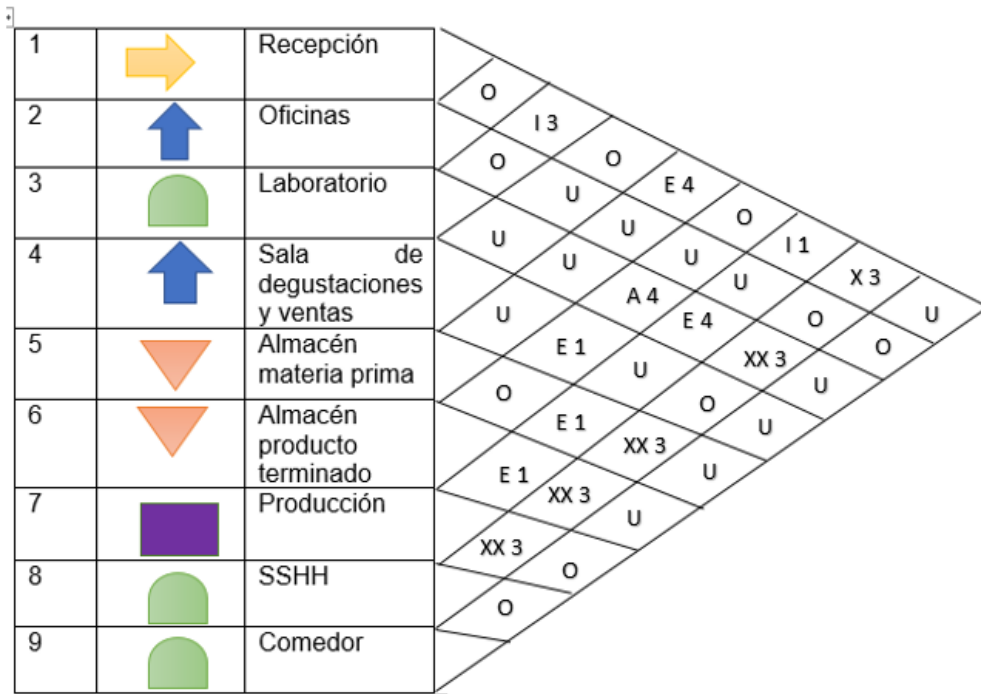 1
Recepción
O
I 3
O
E 4
O
I 1
X 3
U
2
Oficinas
O
U
U
U
U
O
O
3
Laboratorio
U
U
A 4
E 4
XX 3
U
4
Sala de
degustaciones
y ventas
U
E 1
U
O
U
5
Almacén
materia prima
O
E 1
XX 3
U
6
Almacén
producto
terminado
E 1
XX 3
U
7
Producción
XX 3
O
8
SSHH
O
9
Comedor